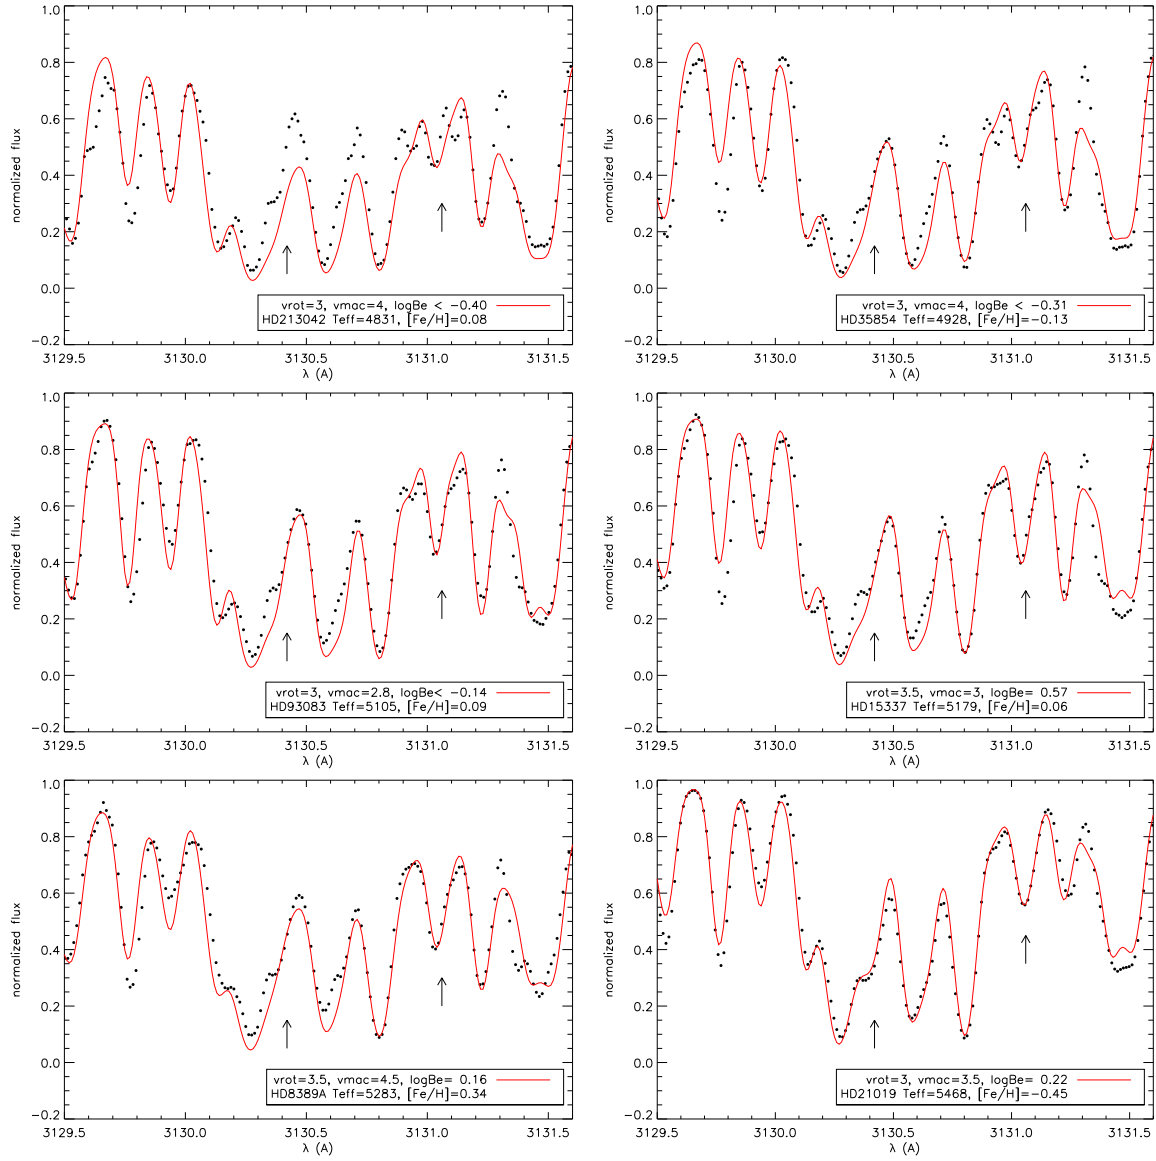 1.0
0.8
0.6
0.4
0.2
0.0
−0.2
normalized flux
vrot=3, vmac=4, logBe < −0.40
HD213042 Teff=4831, [Fe/H]=0.08
3129.5 3130.0 3130.5 3131.0 3131.5
λ (A)
1.0
0.8
0.6
0.4
0.2
0.0
−0.2
normalized flux
vrot=3, vmac=4, logBe < −0.31
HD35854 Teff=4928, [Fe/H]=−0.13
3129.5 3130.0 3130.5 3131.0 3131.5
λ (A)
1.0
0.8
0.6
0.4
0.2
0.0
−0.2
normalized flux
vrot=3, vmac=2.8, logBe< −0.14
HD93083 Teff=5105, [Fe/H]=0.09
3129.5 3130.0 3130.5 3131.0 3131.5
λ (A)
1.0
0.8
0.6
0.4
0.2
0.0
−0.2
normalized flux
vrot=3.5, vmac=3, logBe= 0.57
HD15337 Teff=5179, [Fe/H]=0.06
3129.5 3130.0 3130.5 3131.0 3131.5
λ (A)
1.0
0.8
0.6
0.4
0.2
0.0
−0.2
normalized flux
vrot=3.5, vmac=4.5, logBe= 0.16
HD8389A Teff=5283, [Fe/H]=0.34
3129.5 3130.0 3130.5 3131.0 3131.5
λ (A)
1.0
0.8
0.6
0.4
0.2
0.0
−0.2
normalized flux
vrot=3, vmac=3.5, logBe= 0.22
HD21019 Teff=5468, [Fe/H]=−0.45
3129.5 3130.0 3130.5 3131.0 3131.5
λ (A)